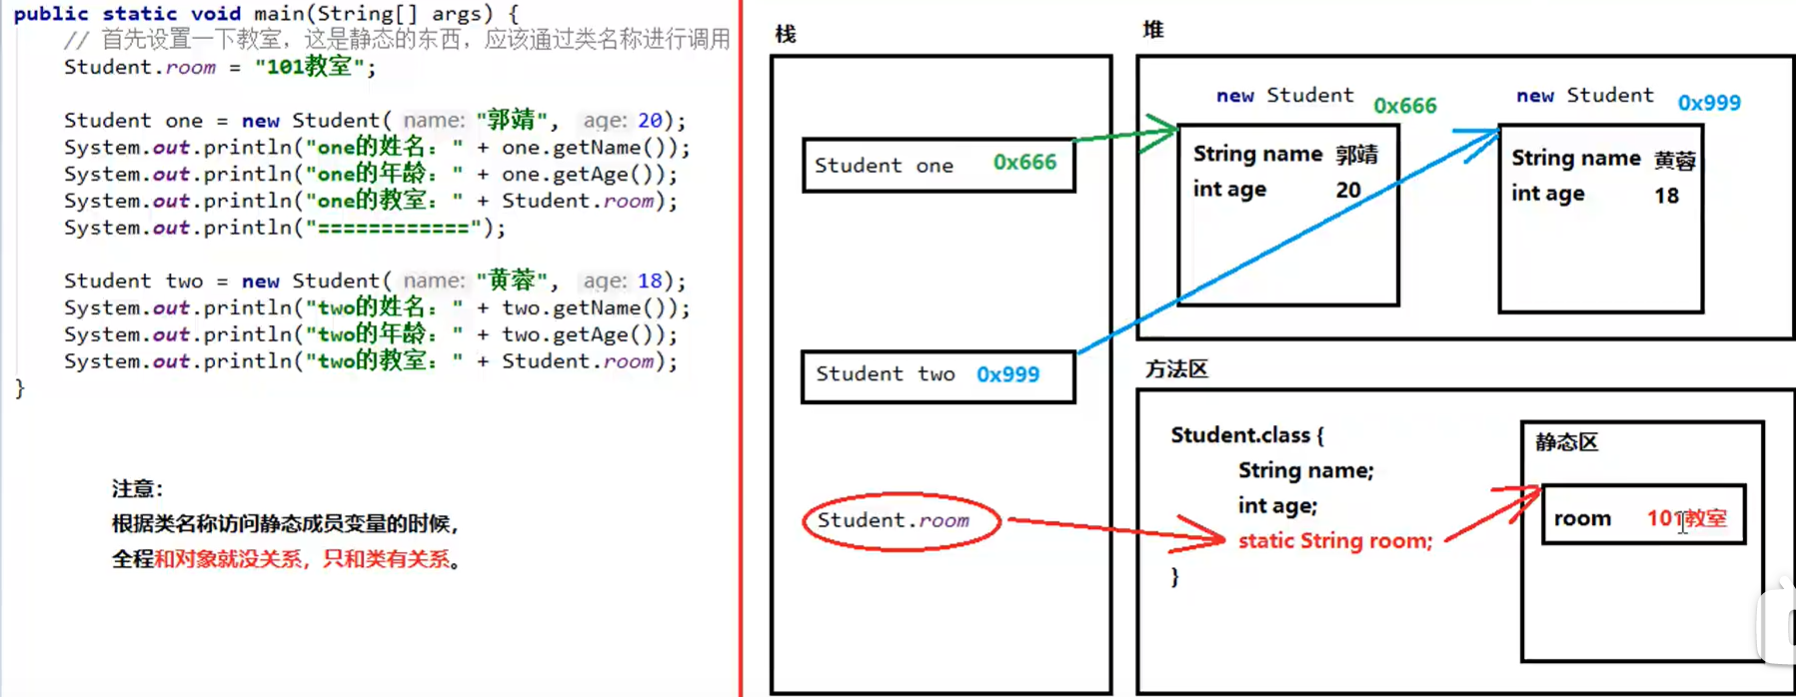 public static void main(String[] args) {
// 首先设置一下教室，这是静态的东西，应该通过类名称进行调用
Student.room = "101教室";
Student one = new Student( name: "郭靖", age: 20);
System.out.println("one的姓名：" + one.getName());
System.out.println("one的年龄：" + one.getAge());
System.out.println("one的教室：" + Student.room);
System.out.println("============");
Student two = new Student( name: "黄蓉", age: 18);
System.out.println("two的姓名：" + two.getName());
System.out.println("two的年龄：" + two.getAge());
System.out.println("two的教室：" + Student.room);
}
注意：
根据类名称访问静态成员变量的时候，
全程和对象就没关系，只和类有关系。
栈
Student one 0x666
Student two 0x999
Student.room
堆
new Student 0x666
String name 郭靖
int age 20
new Student 0x999
String name 黄蓉
int age 18
方法区
Student.class {
String name;
int age;
static String room;
}
静态区
room 101教室